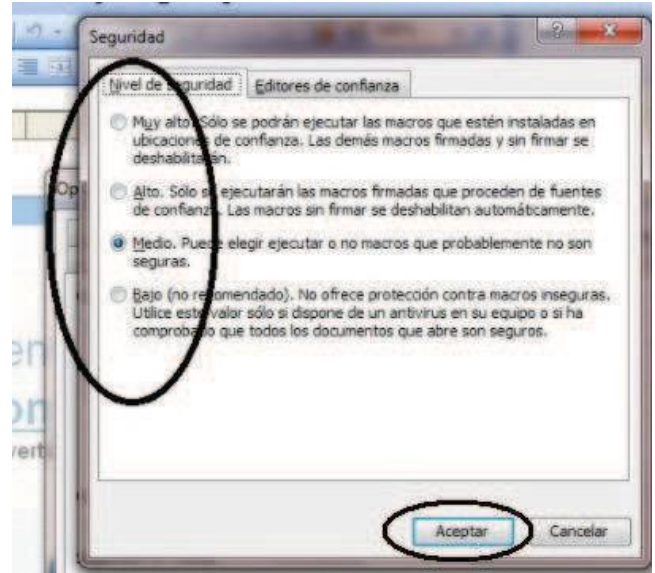 Seguridad
Nivel de seguridad
Editores de confianza
Muy alto. Sólo se podrán ejecutar las macros que estén instaladas en
ubicaciones de confianza. Las demás macros firmadas y sin firmar se
deshabilitarán.
Op
Alto. Sólo se ejecutarán las macros firmadas que proceden de fuentes
de confianza. Las macros sin firmar se deshabilitan automáticamente.
Medio. Puede elegir ejecutar o no macros que probablemente no son
seguras.
Bajo (no recomendado). No ofrece protección contra macros inseguras.
Utilice este valor sólo si dispone de un antivirus en su equipo o si ha
comprobado que todos los documentos que abre son seguros.
en
on
vert
Aceptar
Cancelar